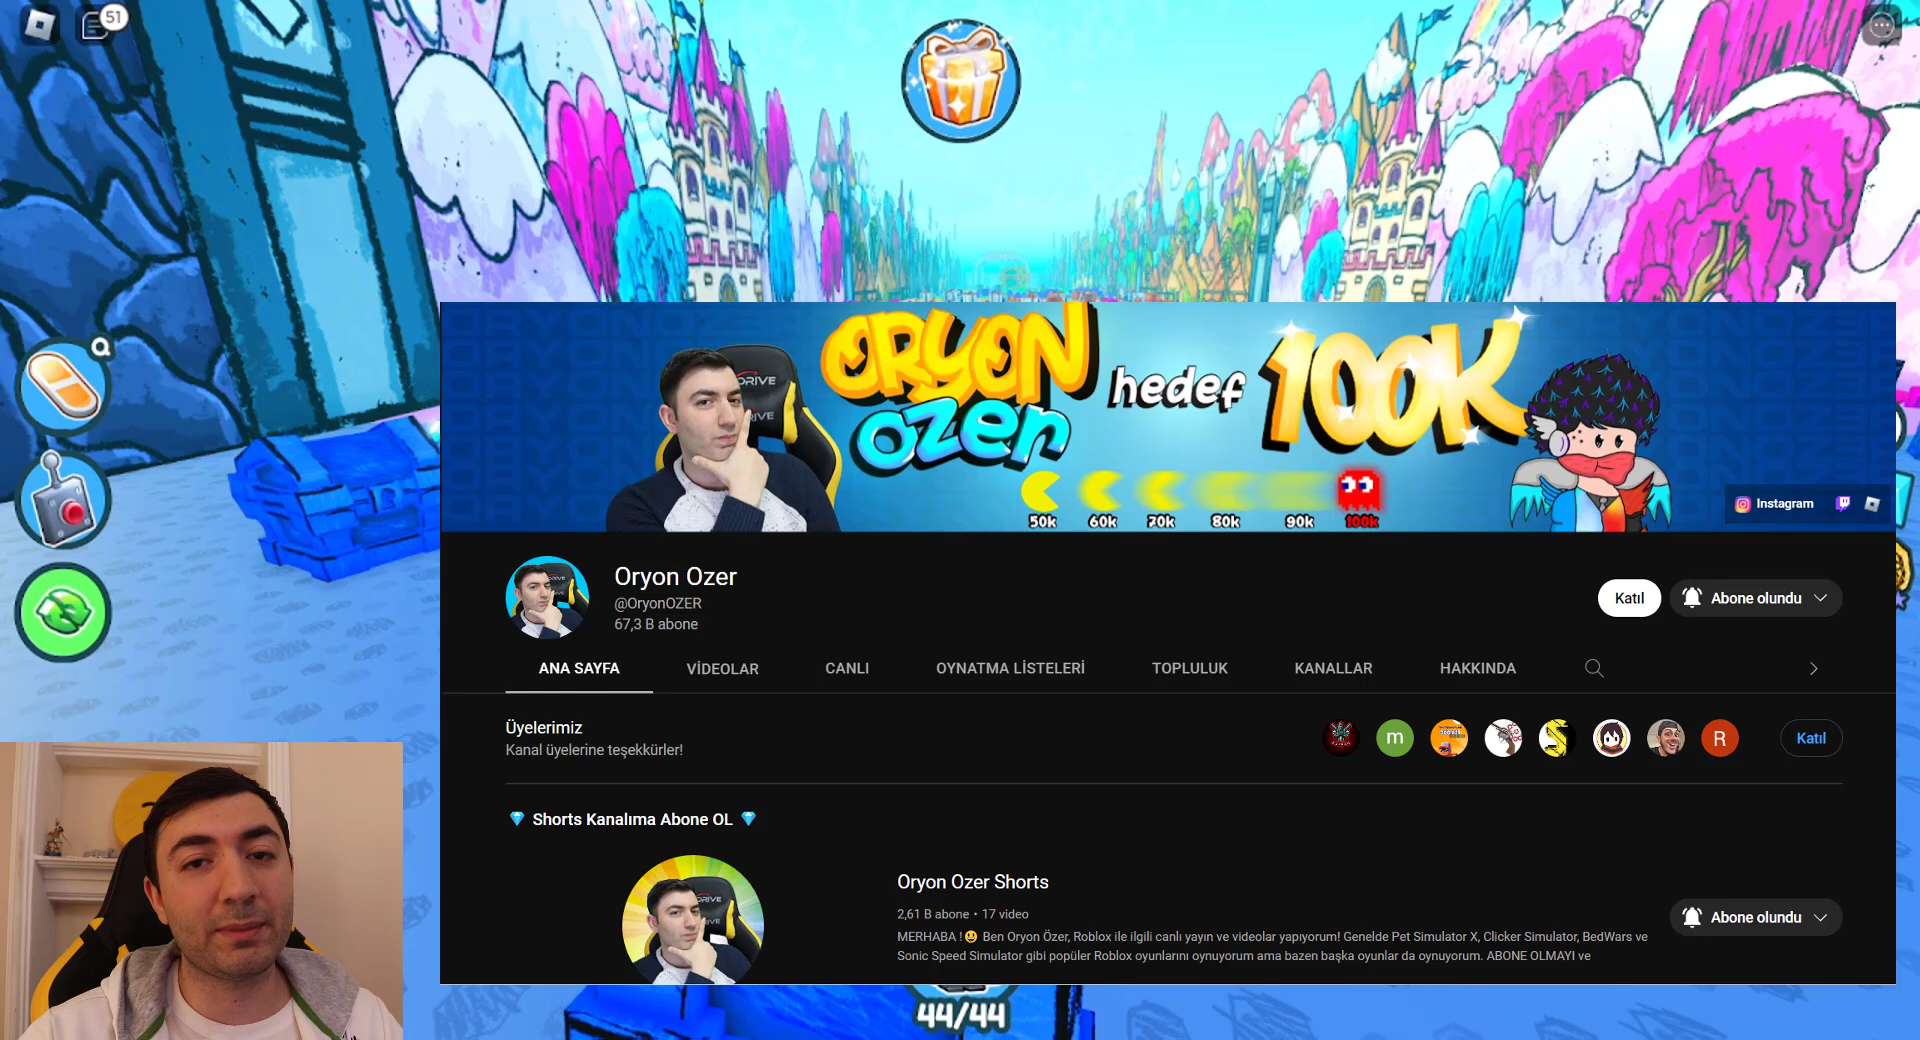 51
Q
ORYON
OZER
hedef
100K
DRIVE
50k 60k 70k 80k 90k 100k
Instagram
Oryon Ozer
@OryonOZER
67,3 B abone
Katıl
Abone olundu
ANA SAYFA VİDEOLAR CANLI OYNATMA LİSTELERİ TOPLULUK KANALLAR HAKKINDA
Üyelerimiz
Kanal üyelerine teşekkürler!
m
R
Katıl
Shorts Kanalıma Abone OL
Oryon Ozer Shorts
2,61 B abone • 17 video
MERHABA !😃 Ben Oryon Özer, Roblox ile ilgili canlı yayın ve videolar yapıyorum! Genelde Pet Simulator X, Clicker Simulator, BedWars ve
Sonic Speed Simulator gibi popüler Roblox oyunlarını oynuyorum ama bazen başka oyunlar da oynuyorum. ABONE OLMAYI ve
Abone olundu
44/44